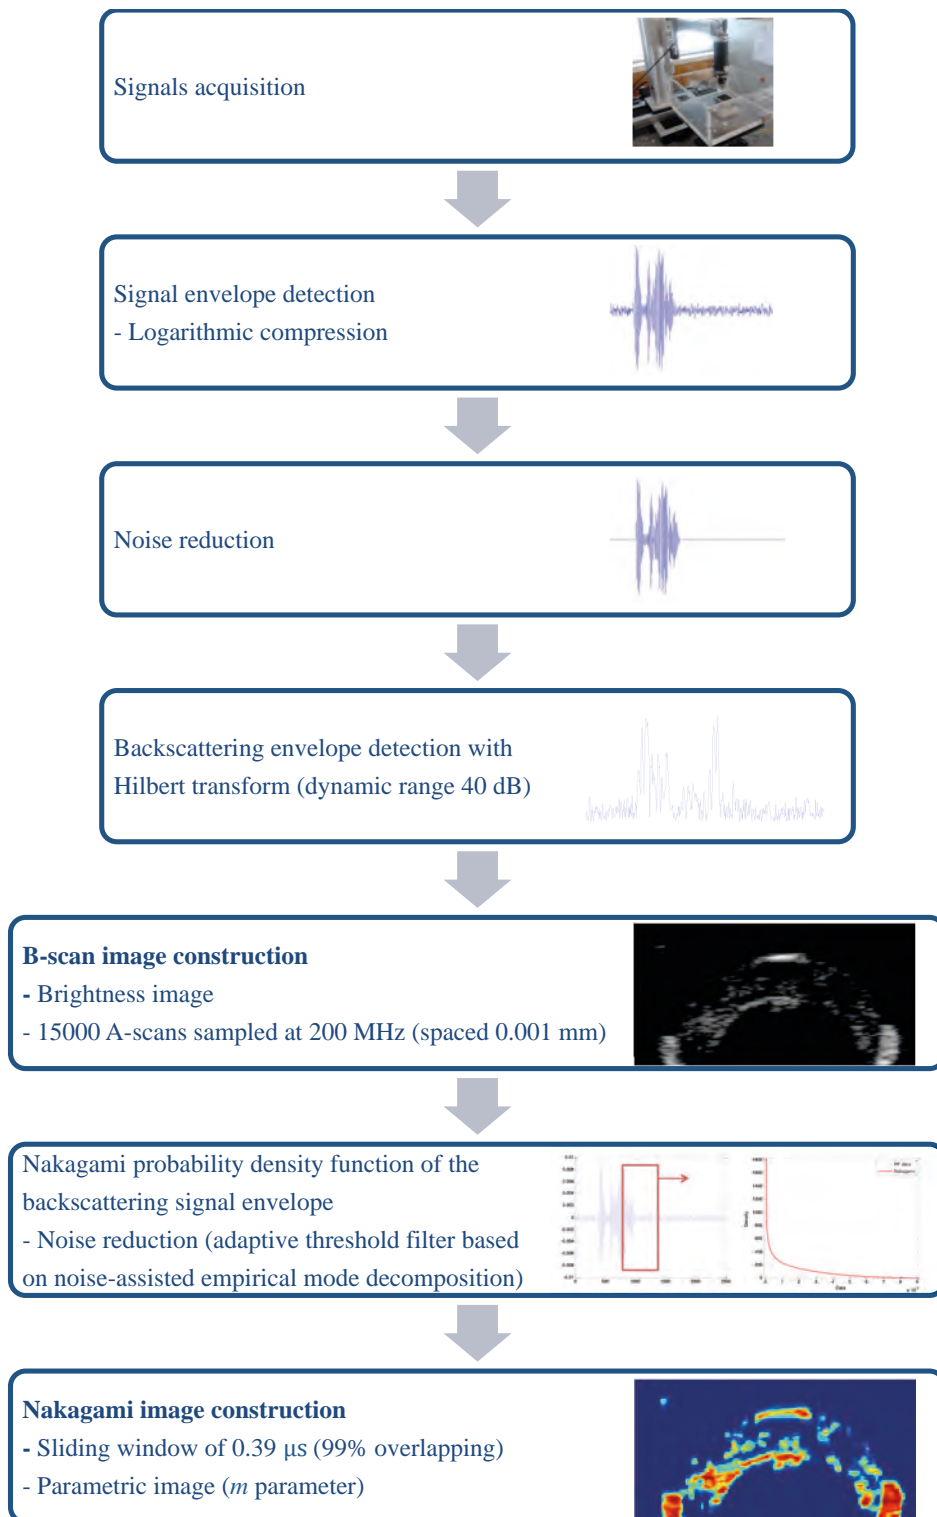 Signals acquisition
Signal envelope detection
- Logarithmic compression
Noise reduction
Backscattering envelope detection with
Hilbert transform (dynamic range 40 dB)
B-scan image construction
- Brightness image
- 15000 A-scans sampled at 200 MHz (spaced 0.001 mm)
Nakagami probability density function of the
backscattering signal envelope
- Noise reduction (adaptive threshold filter based
on noise-assisted empirical mode decomposition)
Density
Data
Nakagami
Nakagami image construction
- Sliding window of 0.39 μs (99% overlapping)
- Parametric image (m parameter)